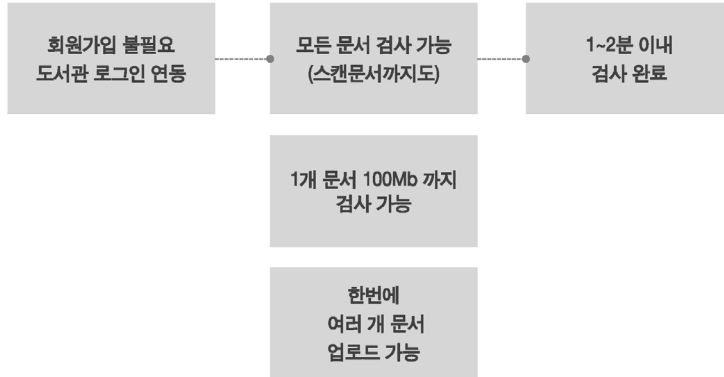 회원가입 불필요
도서관 로그인 연동
모든 문서 검사 가능
(스캔문서까지도)
1~2분 이내
검사 완료
1개 문서 100Mb 까지
검사 가능
한번에
여러 개 문서
업로드 가능